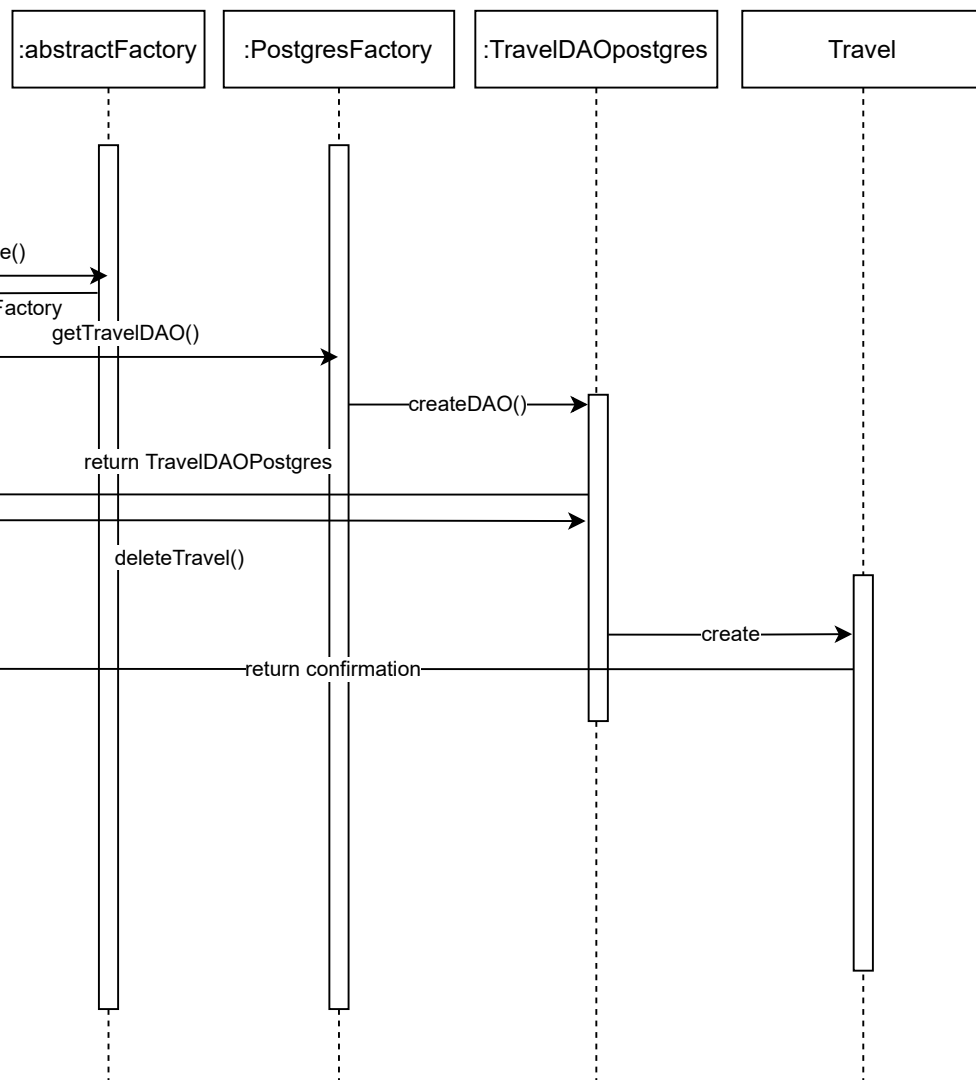 :abstractFactory
:PostgresFactory
:TravelDAOpostgres
Travel
e()
Factory
getTravelDAO()
createDAO()
return TravelDAOPostgres
deleteTravel()
create
return confirmation